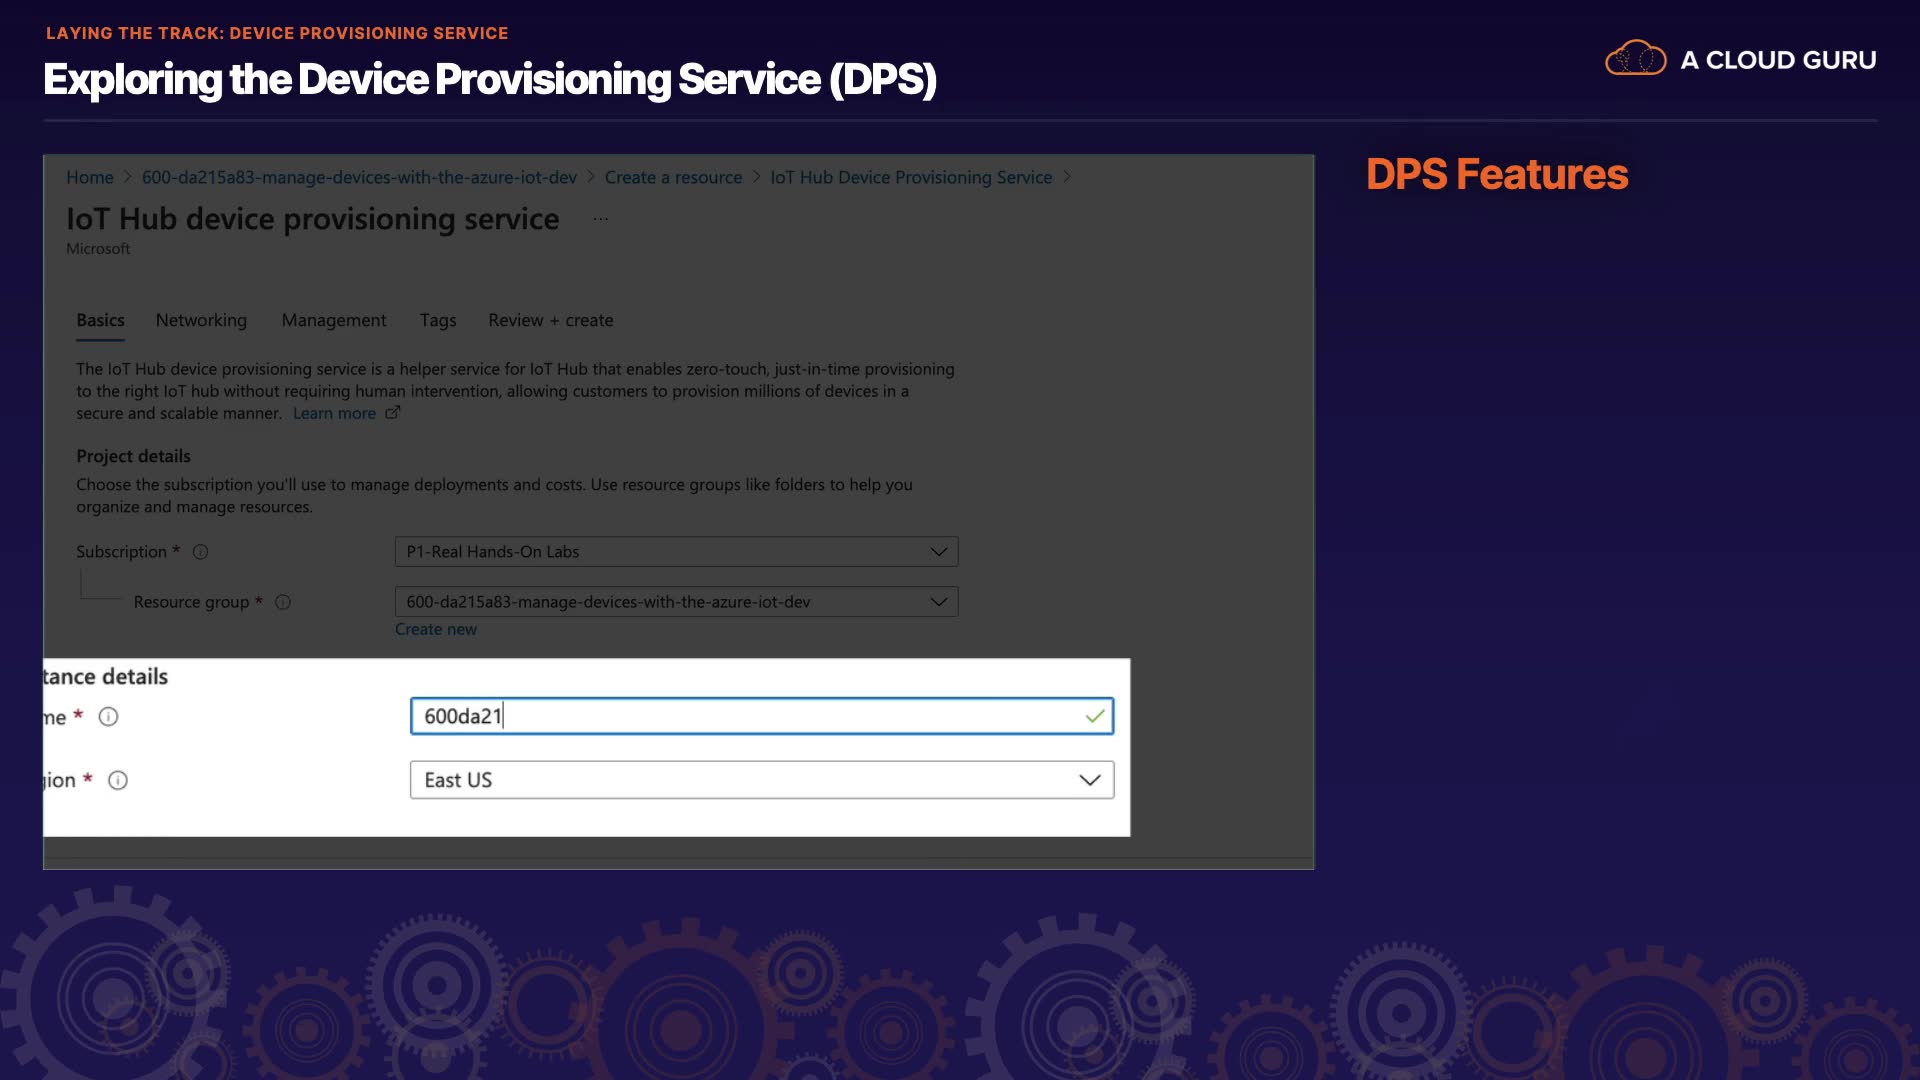 LAYING THE TRACK: DEVICE PROVISIONING SERVICE
Exploring the Device Provisioning Service (DPS)
A CLOUD GURU
Home > 600-da215a83-manage-devices-with-the-azure-iot-dev > Create a resource > IoT Hub Device Provisioning Service >
DPS Features
IoT Hub device provisioning service ...
Microsoft
Basics Networking Management Tags Review + create
The IoT Hub device provisioning service is a helper service for IoT Hub that enables zero-touch, just-in-time provisioning
to the right IoT hub without requiring human intervention, allowing customers to provision millions of devices in a
secure and scalable manner. Learn more
Project details
Choose the subscription you'll use to manage deployments and costs. Use resource groups like folders to help you
organize and manage resources.
Subscription * P1-Real Hands-On Labs
Resource group * 600-da215a83-manage-devices-with-the-azure-iot-dev
Create new
tance details
me * 600da21
gion * East US